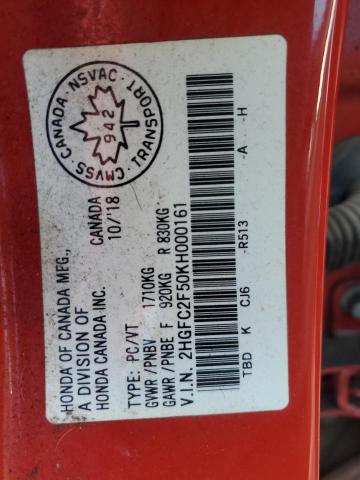 HONDA OF CANADA MFG., CANADA
A DIVISION OF 10/'18
HONDA CANADA INC.
CMVSS CANADA · NSVAC · TRANSPORT
942
TYPE: PC/VT
GVWR/PNBV 1710KG
GAWR/PNBE F 920KG R 830KG
V.I.N. 2HGFC2F50KH000161
TBD K CJ6 -R513 -A -H